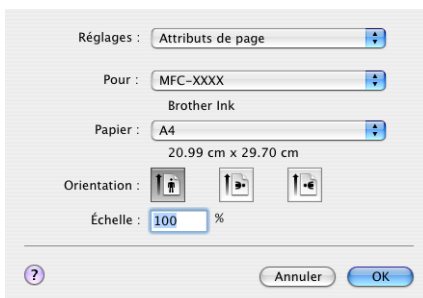 Réglages : Attributs de page
Pour : MFC-XXXX
Brother Ink
Papier : A4
20.99 cm x 29.70 cm
Orientation :
Échelle : 100 %
? Annuler OK